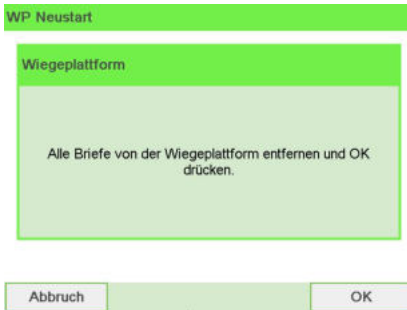 WP Neustart
Wiegeplattform
Alle Briefe von der Wiegeplattform entfernen und OK
drücken.
Abbruch
OK